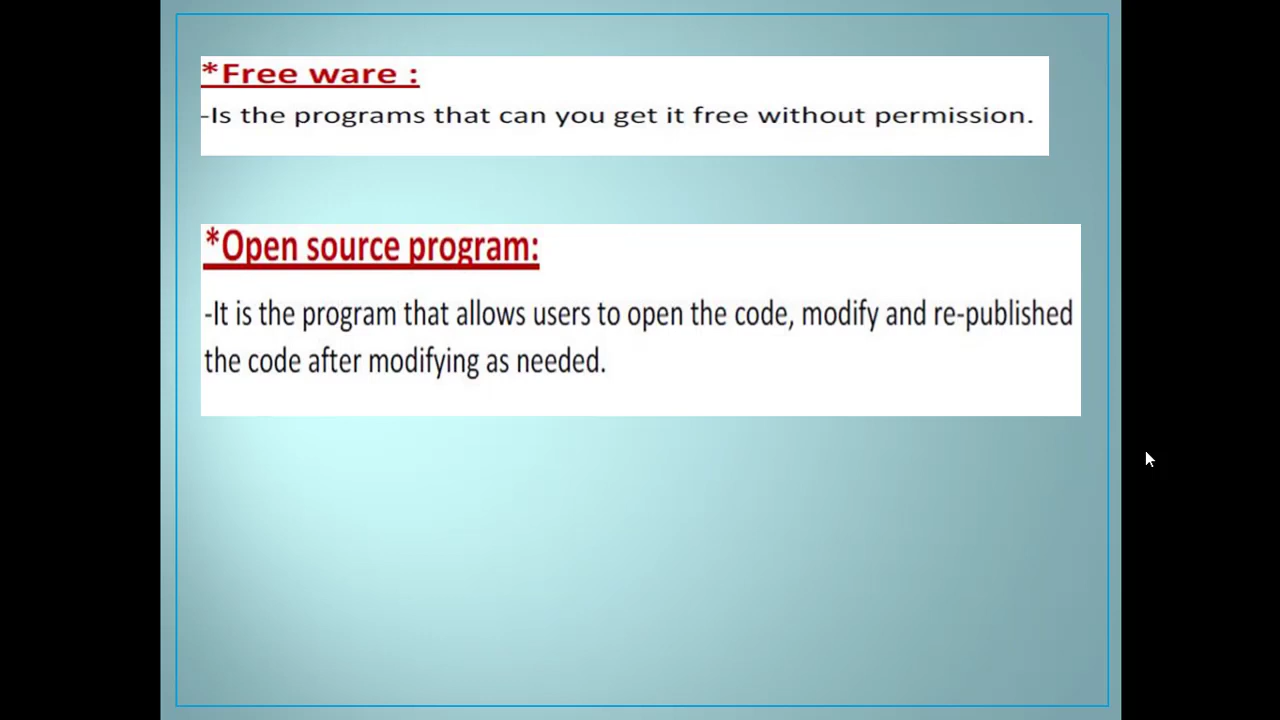 *Free ware :
-Is the programs that can you get it free without permission.
*Open source program:
-It is the program that allows users to open the code, modify and re-published
the code after modifying as needed.